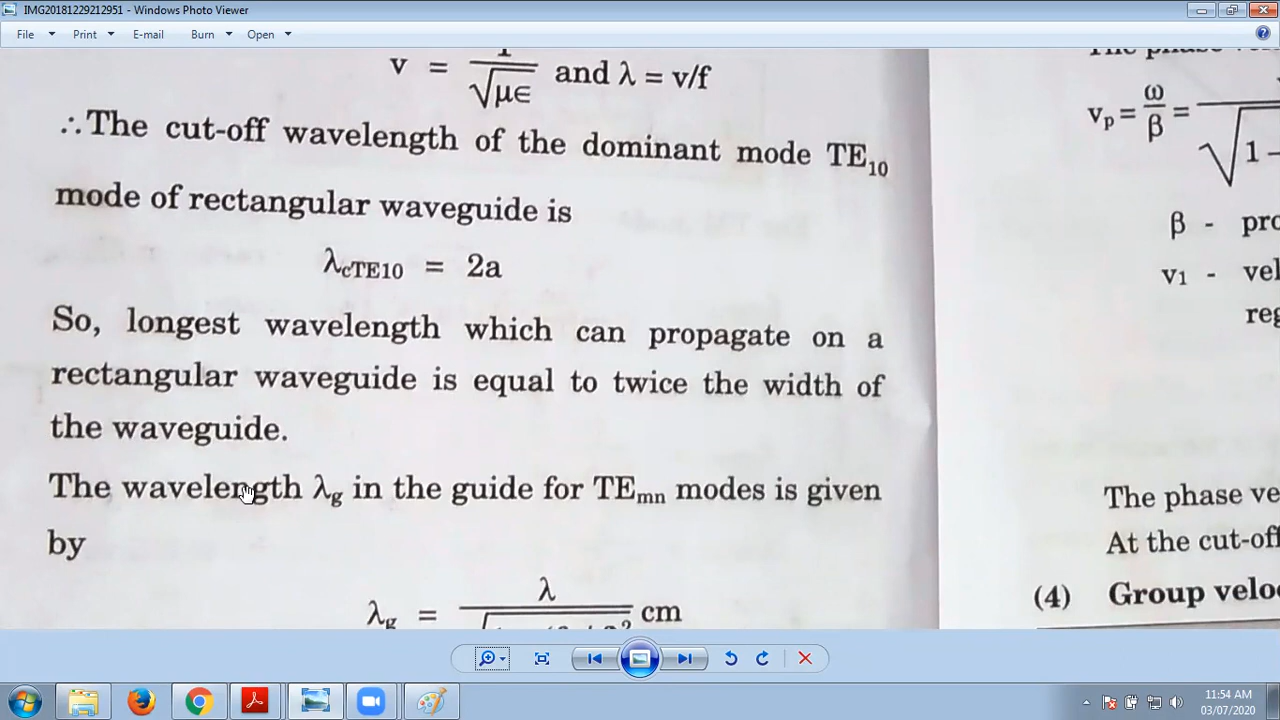 IMG20181229212951 - Windows Photo Viewer
File Print E-mail Burn Open
v = 1/√μϵ and λ = v/f
∴The cut-off wavelength of the dominant mode TE10
mode of rectangular waveguide is
λcTE10 = 2a
So, longest wavelength which can propagate on a
rectangular waveguide is equal to twice the width of
the waveguide.
The wavelength λg in the guide for TEmn modes is given
by
λg = λ cm
The phase
vp = ω/β = √1 -
β - pro
v1 - vel
reg
The phase ve
At the cut-off
(4) Group velo
11:54 AM
03/07/2020